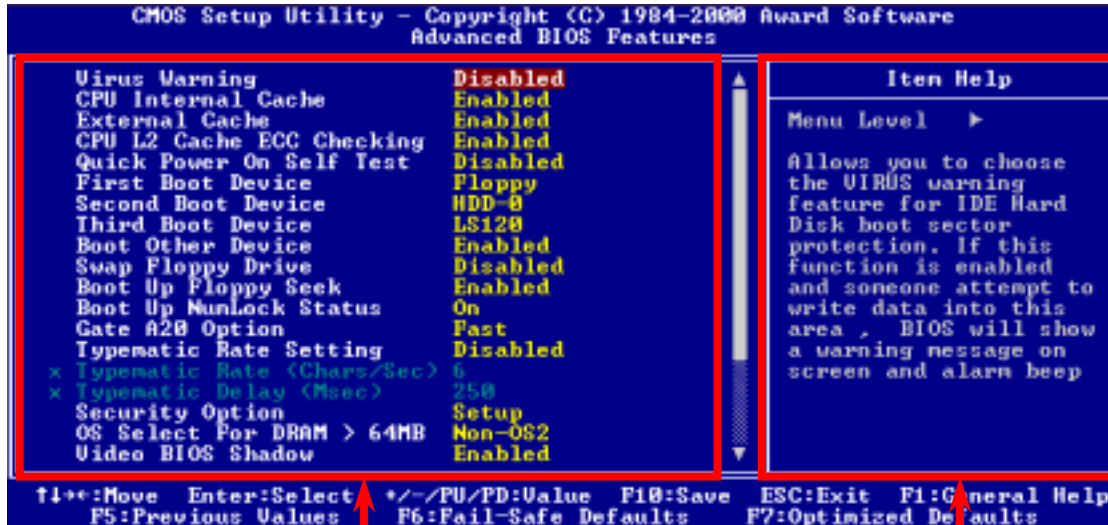 CMOS Setup Utility - Copyright (C) 1984-2000 Award Software
Advanced BIOS Features
Virus Warning Disabled
CPU Internal Cache Enabled
External Cache Enabled
CPU L2 Cache ECC Checking Enabled
Quick Power On Self Test Disabled
First Boot Device Floppy
Second Boot Device HDD-0
Third Boot Device LS120
Boot Other Device Enabled
Swap Floppy Drive Disabled
Boot Up Floppy Seek Enabled
Boot Up NumLock Status On
Gate A20 Option Fast
Typematic Rate Setting Disabled
x Typematic Rate (Chars/Sec) 6
x Typematic Delay (Msec) 250
Security Option Setup
OS Select For DRAM > 64MB Non-OS2
Video BIOS Shadow Enabled
Item Help
Menu Level ►
Allows you to choose
the VIRUS warning
feature for IDE Hard
Disk boot sector
protection. If this
function is enabled
and someone attempt to
write data into this
area , BIOS will show
a warning message on
screen and alarm beep
↑↓→←:Move Enter:Select +/-/PU/PD:Value F10:Save ESC:Exit F1:General Help
F5:Previous Values F6:Fail-Safe Defaults F7:Optimized Defaults